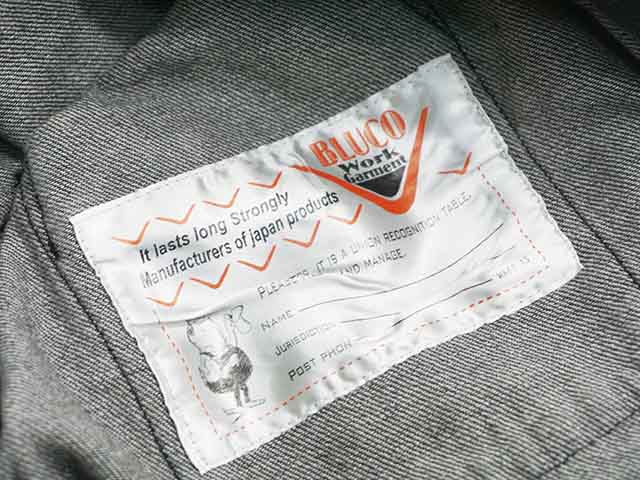 BLUCO
Work
Garment
It lasts long Strongly
Manufacturers of japan products
IT IS A UNION RECOGNITION TABLE.
AND MANAGE.
NAME
JURISDICTION
POST PHON